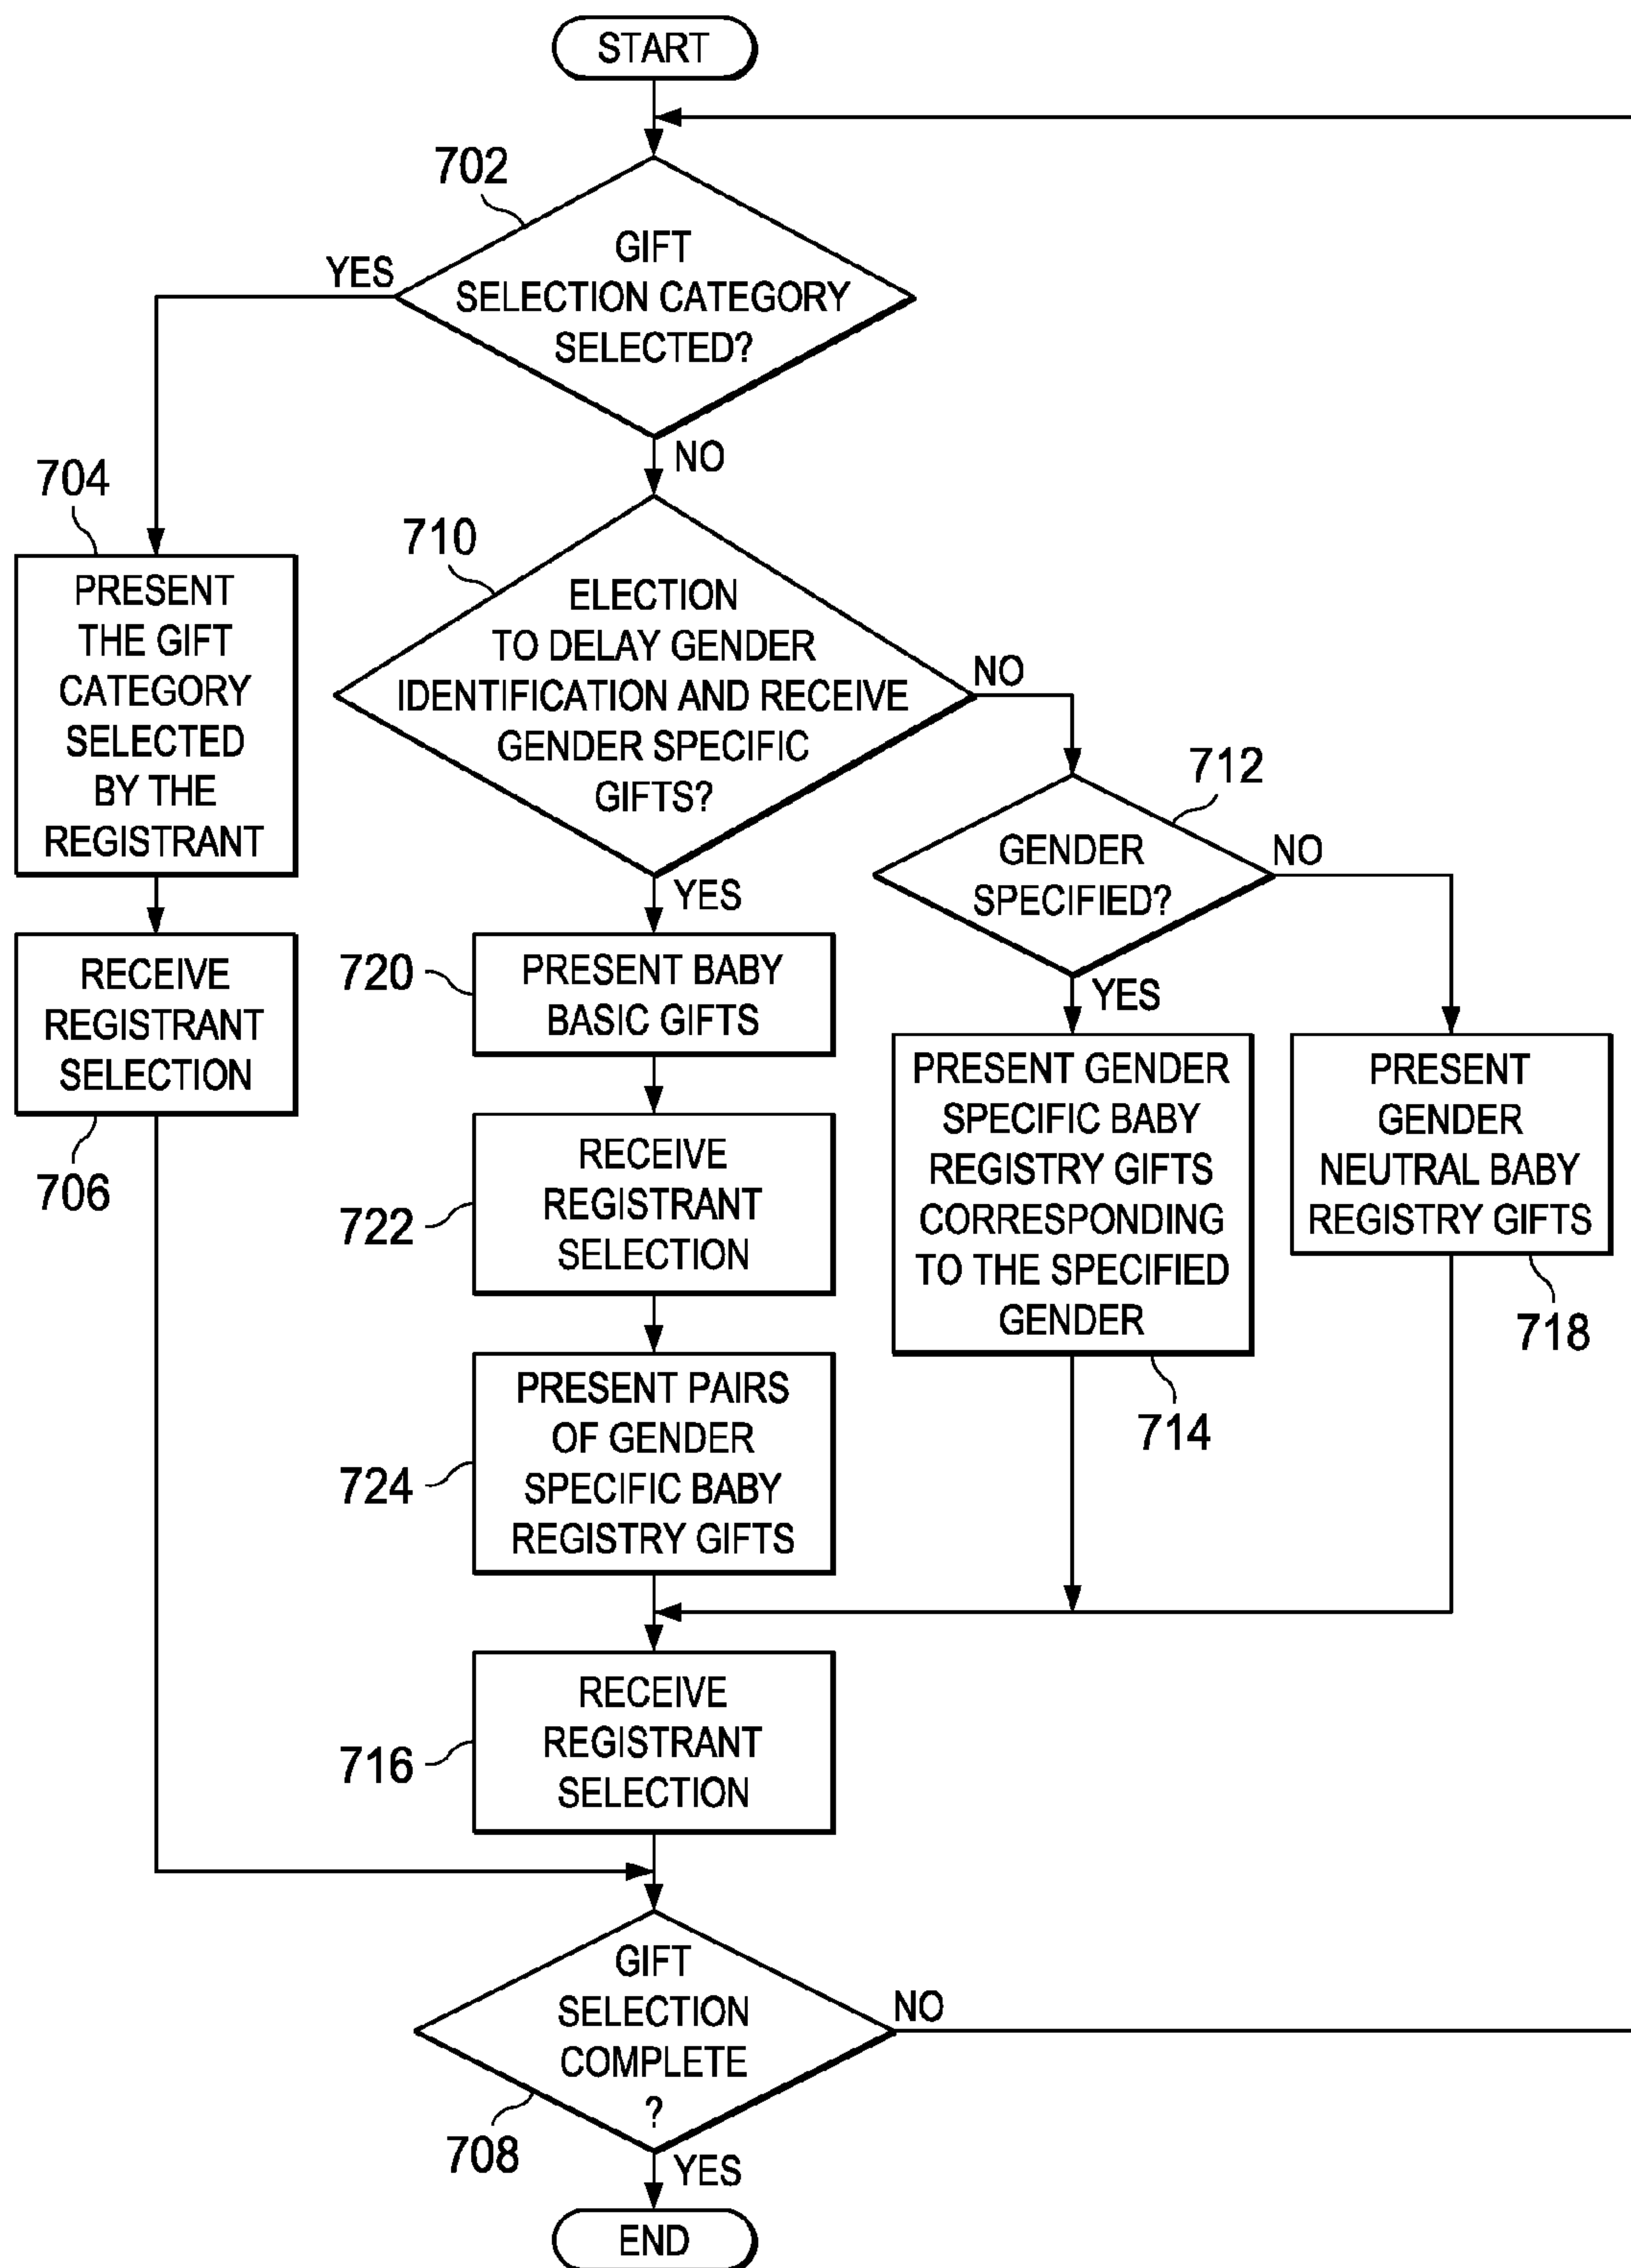 START
702
GIFT
SELECTION CATEGORY
SELECTED?
YES
NO
704
PRESENT
THE GIFT
CATEGORY
SELECTED
BY THE
REGISTRANT
RECEIVE
REGISTRANT
SELECTION
706
710
ELECTION
TO DELAY GENDER
IDENTIFICATION AND RECEIVE
GENDER SPECIFIC
GIFTS?
NO
YES
712
GENDER
SPECIFIED?
NO
YES
720
PRESENT BABY
BASIC GIFTS
722
RECEIVE
REGISTRANT
SELECTION
724
PRESENT PAIRS
OF GENDER
SPECIFIC BABY
REGISTRY GIFTS
PRESENT GENDER
SPECIFIC BABY
REGISTRY GIFTS
CORRESPONDING
TO THE SPECIFIED
GENDER
714
PRESENT
GENDER
NEUTRAL BABY
REGISTRY GIFTS
718
716
RECEIVE
REGISTRANT
SELECTION
GIFT
SELECTION
COMPLETE
?
708
NO
YES
END